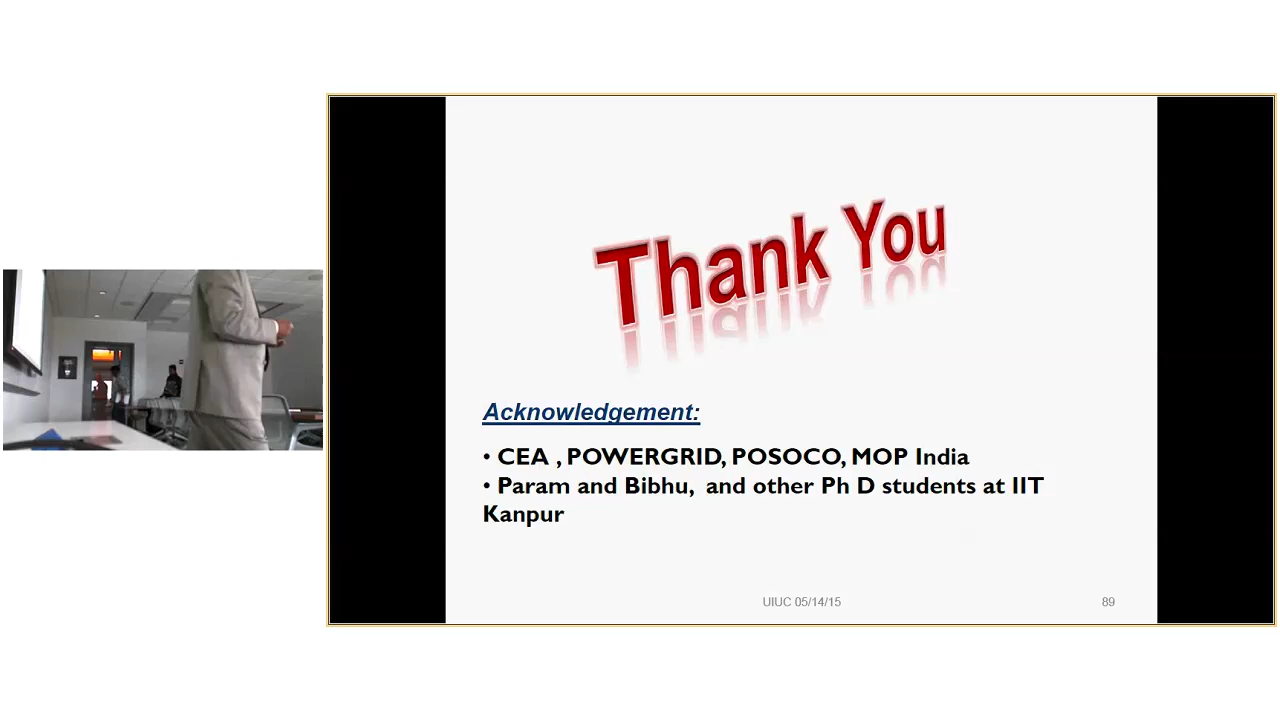 Thank You
Acknowledgement:
• CEA , POWERGRID, POSOCO, MOP India
• Param and Bibhu,  and other Ph D students at IIT
Kanpur
UIUC 05/14/15
89